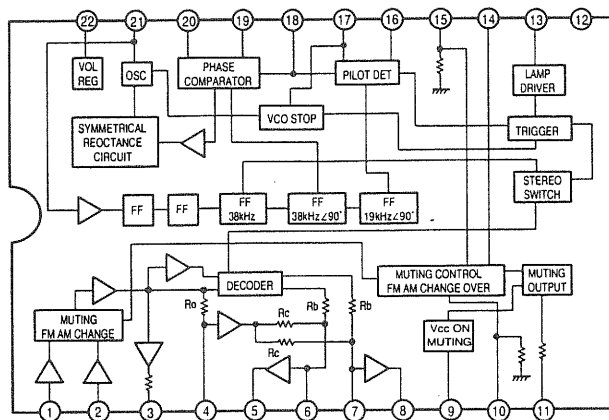 22 21 20 19 18 17 16 15 14 13 12
VOL
REG
OSC
PHASE
COMPARATOR
PILOT DET
LAMP
DRIVER
SYMMETRICAL
REOCTANCE
CIRCUIT
VCO STOP
TRIGGER
STEREO
SWITCH
FF
FF
FF
38kHz
FF
38kHz∠90°
FF
19kHz∠90°
DECODER
MUTING CONTROL
FM AM CHANGE OVER
MUTING
OUTPUT
Ra
Rb
Rb
Rc
Rc
MUTING
FM AM CHANGE
Vcc ON
MUTING
1 2 3 4 5 6 7 8 9 10 11